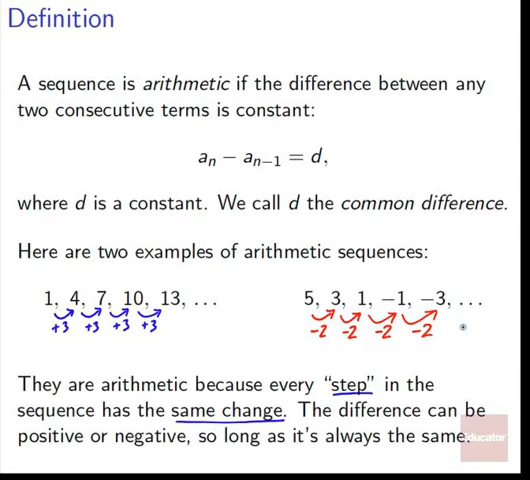 Definition
A sequence is arithmetic if the difference between any
two consecutive terms is constant:
aₙ − aₙ₋₁ = d,
where d is a constant. We call d the common difference.
Here are two examples of arithmetic sequences:
1, 4, 7, 10, 13, ... 5, 3, 1, −1, −3, ...
+3 +3 +3 +3 -2 -2 -2 -2
They are arithmetic because every “step” in the
sequence has the same change. The difference can be
positive or negative, so long as it's always the same.
educator